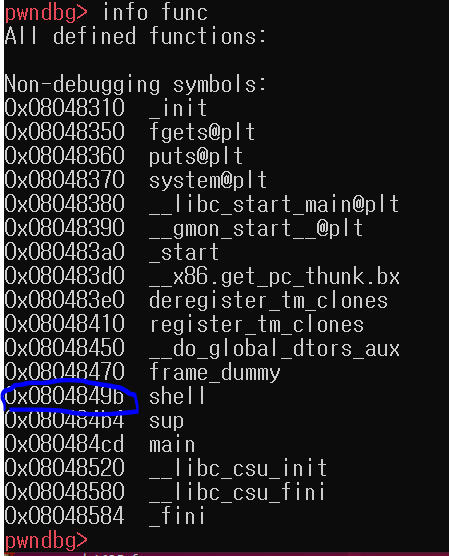 pwndbg> info func
All defined functions:
Non-debugging symbols:
0x08048310 _init
0x08048350 fgets@plt
0x08048360 puts@plt
0x08048370 system@plt
0x08048380 __libc_start_main@plt
0x08048390 __gmon_start__@plt
0x080483a0 _start
0x080483d0 __x86.get_pc_thunk.bx
0x080483e0 deregister_tm_clones
0x08048410 register_tm_clones
0x08048450 __do_global_dtors_aux
0x08048470 frame_dummy
0x0804849b shell
0x080484b4 sup
0x080484cd main
0x08048520 __libc_csu_init
0x08048580 __libc_csu_fini
0x08048584 _fini
pwndbg>